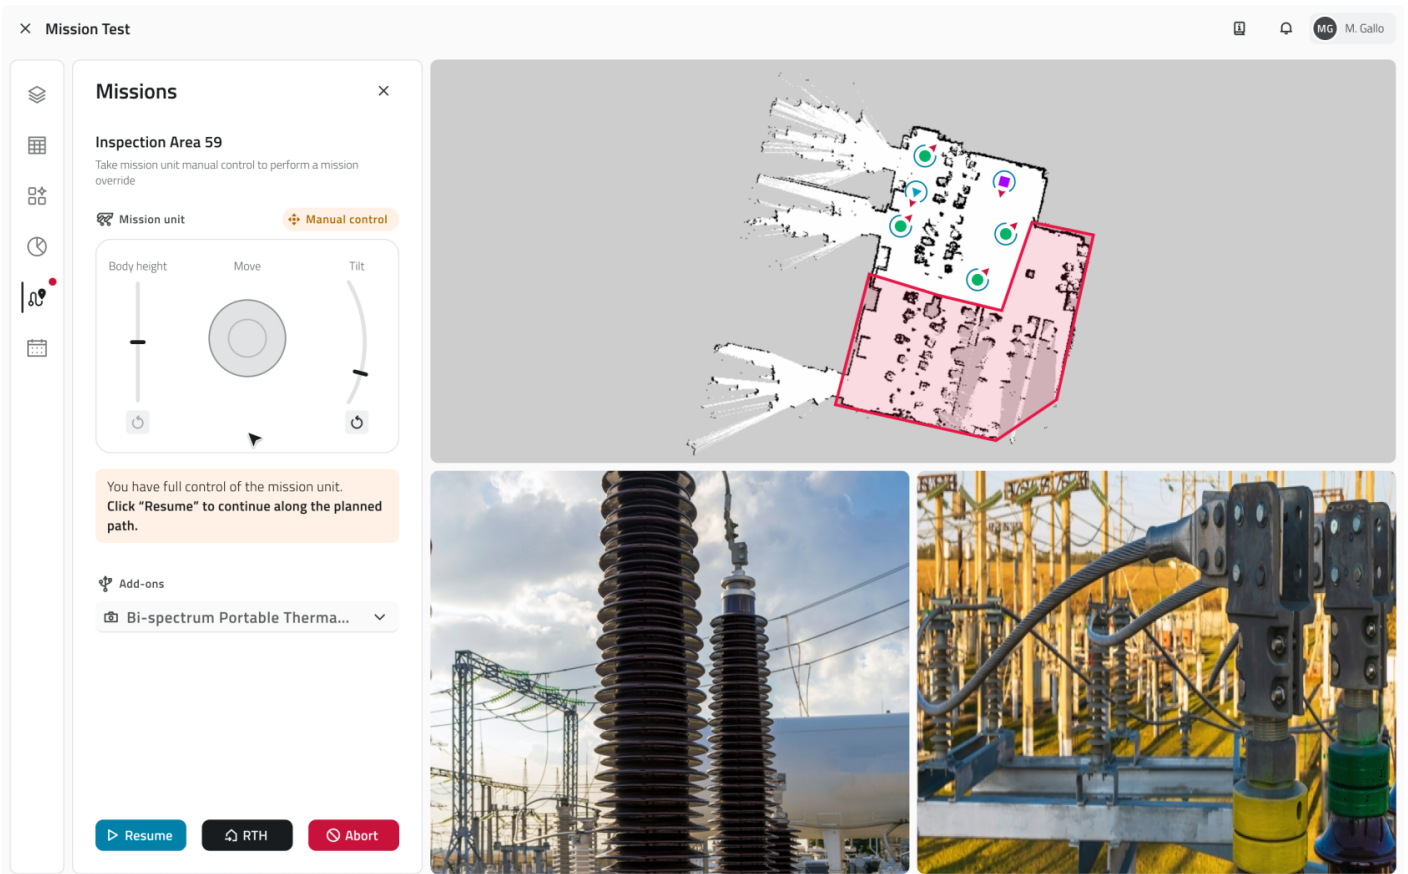 Mission Test
MG
M. Gallo
Missions
Inspection Area 59
Take mission unit manual control to perform a mission
override
Mission unit
Manual control
Body height
Move
Tilt
You have full control of the mission unit.
Click “Resume” to continue along the planned
path.
Add-ons
Bi-spectrum Portable Therma...
Resume
RTH
Abort